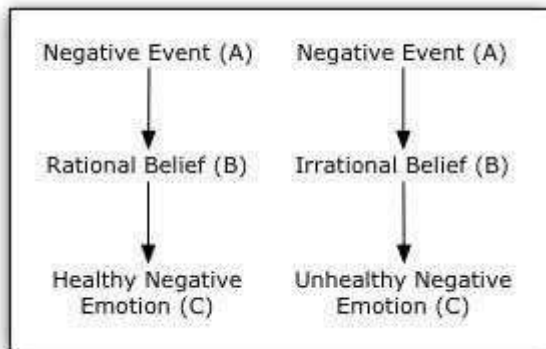 Negative Event (A)
Negative Event (A)
Rational Belief (B)
Irrational Belief (B)
Healthy Negative
Emotion (C)
Unhealthy Negative
Emotion (C)